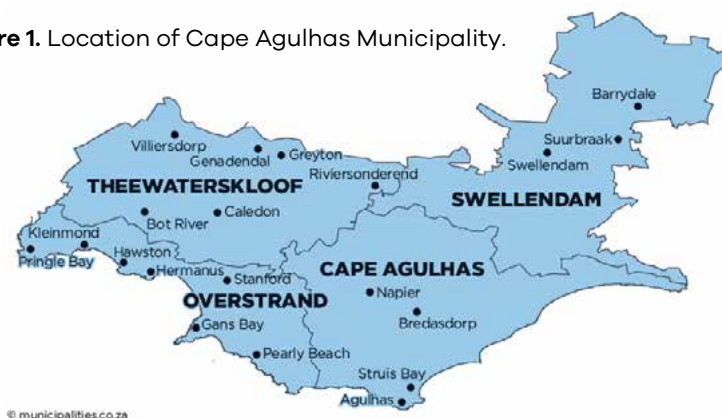 re 1. Location of Cape Agulhas Municipality.
Barrydale
Villiersdorp
Suurbraak
Genadendal
Greyton
Swellendam
Riviersonderend
THEEWATERSKLOOF
SWELLENDAM
Bot River
Caledon
Kleinmond
Pringle Bay
Hawston
Hermanus
Stanford
CAPE AGULHAS
Napier
OVERSTRAND
Gans Bay
Bredasdorp
Pearly Beach
Struis Bay
Agulhas
© municipalities.co.za